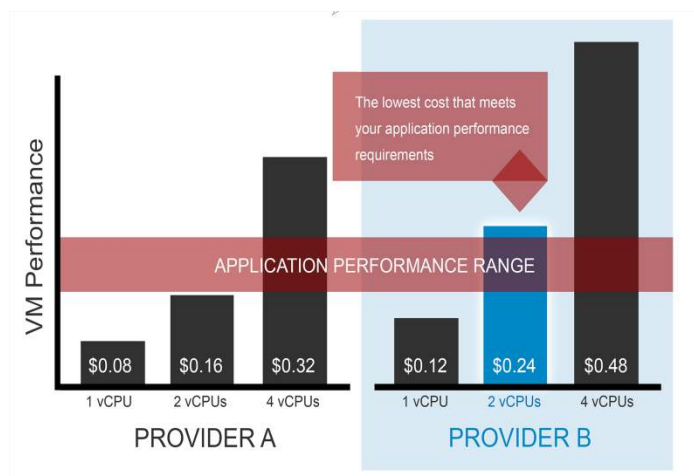 The lowest cost that meets
your application performance
requirements
VM Performance
APPLICATION PERFORMANCE RANGE
$0.08 $0.16 $0.32 $0.12 $0.24 $0.48
1 vCPU 2 vCPUs 4 vCPUs 1 vCPU 2 vCPUs 4 vCPUs
PROVIDER A PROVIDER B